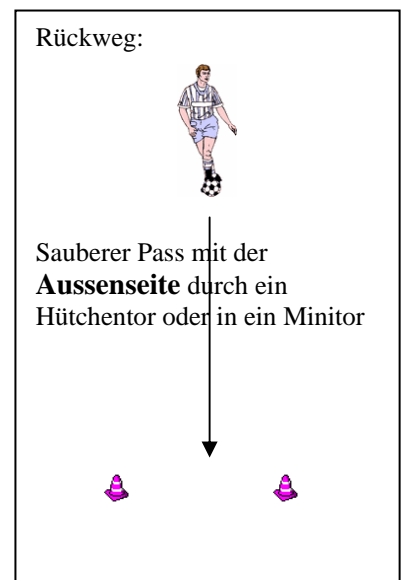 Rückweg:
Sauberer Pass mit der
Aussenseite durch ein
Hütchentor oder in ein Minitor